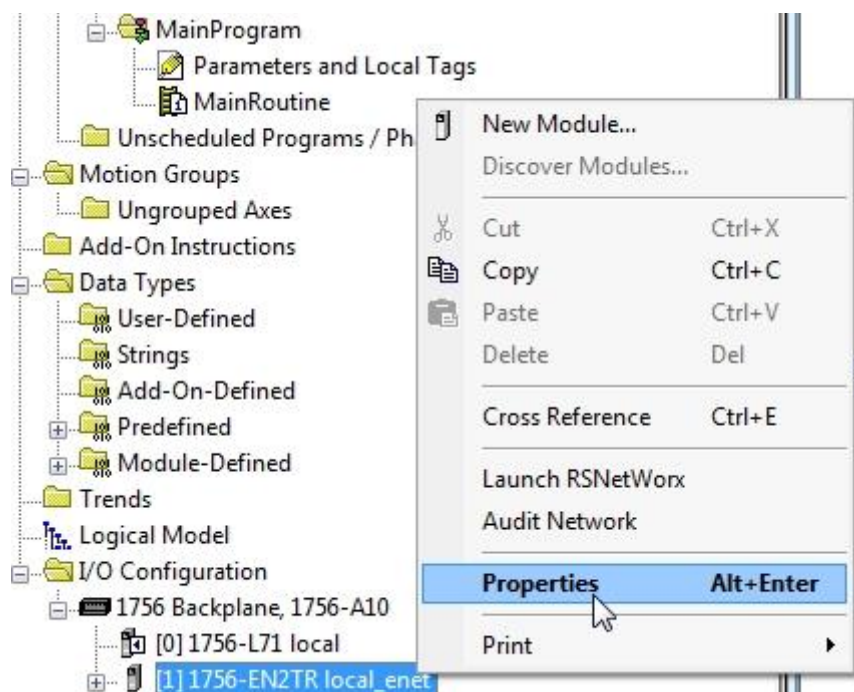 MainProgram
Parameters and Local Tags
MainRoutine
Unscheduled Programs / Ph
Motion Groups
Ungrouped Axes
Add-On Instructions
Data Types
User-Defined
Strings
Add-On-Defined
Predefined
Module-Defined
Trends
Logical Model
I/O Configuration
1756 Backplane, 1756-A10
[0] 1756-L71 local
[1] 1756-EN2TR local_enet
New Module...
Discover Modules...
Cut Ctrl+X
Copy Ctrl+C
Paste Ctrl+V
Delete Del
Cross Reference Ctrl+E
Launch RSNetWorx
Audit Network
Properties Alt+Enter
Print